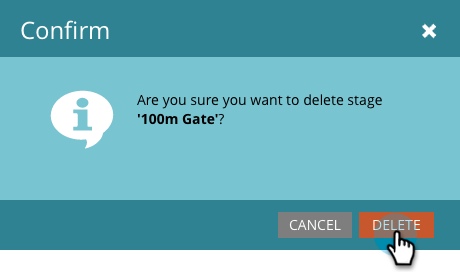 Confirm
Are you sure you want to delete stage
'100m Gate'?
CANCEL
DELETE